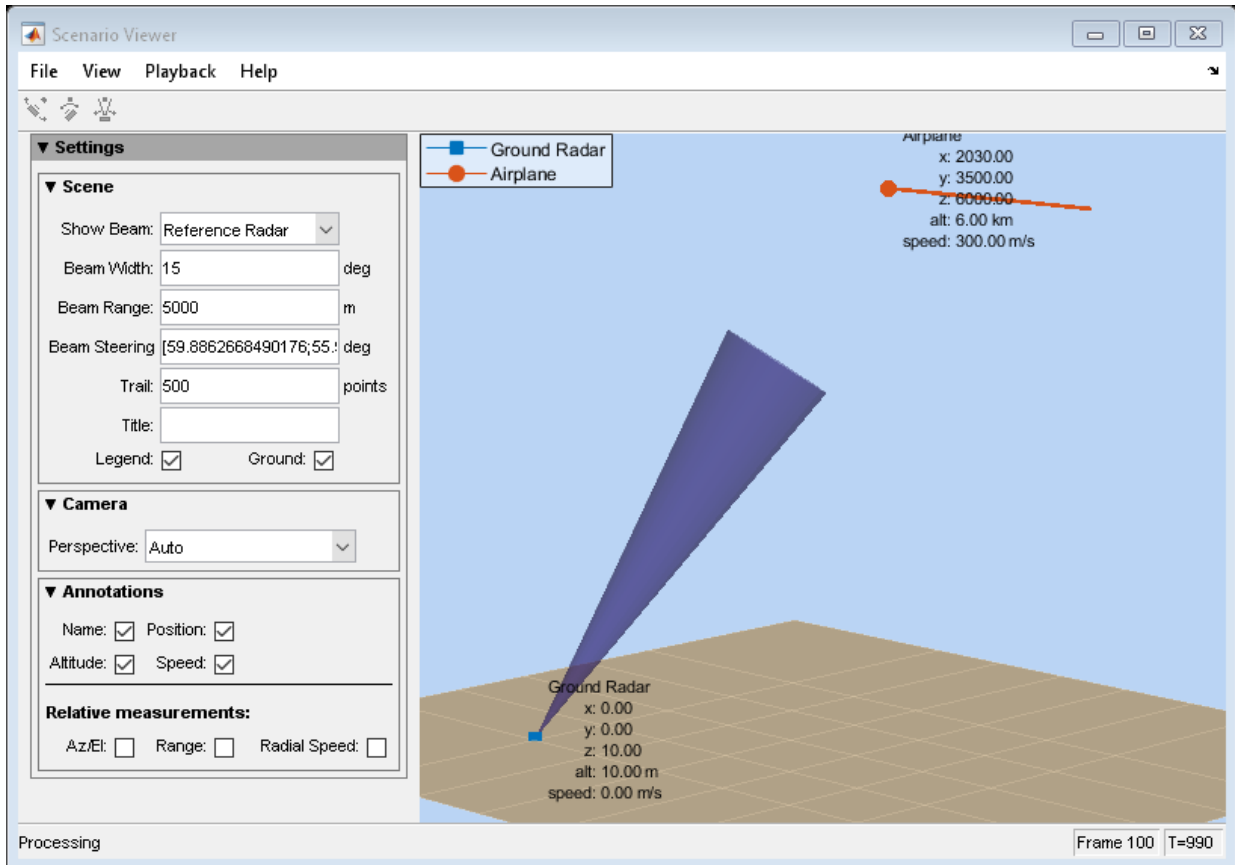 Scenario Viewer
File View Playback Help
Settings
Scene
Show Beam: Reference Radar
Beam Width: 15 deg
Beam Range: 5000 m
Beam Steering [59.8862668490176;55. deg
Trail: 500 points
Title:
Legend: Ground:
Camera
Perspective: Auto
Annotations
Name: Position:
Altitude: Speed:
Relative measurements:
Az/El: Range: Radial Speed:
Ground Radar
Airplane
Airplane
x: 2030.00
y: 3500.00
z: 6000.00
alt: 6.00 km
speed: 300.00 m/s
Ground Radar
x: 0.00
y: 0.00
z: 10.00
alt: 10.00 m
speed: 0.00 m/s
Processing
Frame 100 T=990